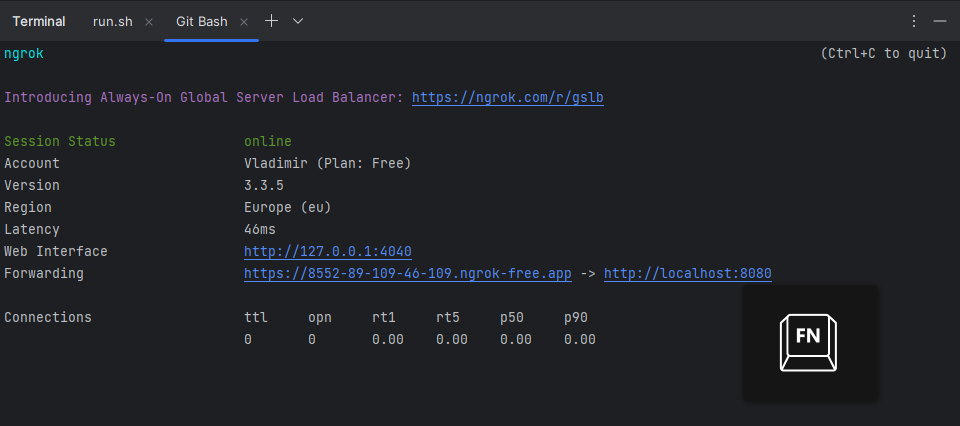 Terminal run.sh Git Bash
ngrok (Ctrl+C to quit)
Introducing Always-On Global Server Load Balancer: https://ngrok.com/r/gslb
Session Status online
Account Vladimir (Plan: Free)
Version 3.3.5
Region Europe (eu)
Latency 46ms
Web Interface http://127.0.0.1:4040
Forwarding https://8552-89-109-46-109.ngrok-free.app -> http://localhost:8080
Connections ttl opn rt1 rt5 p50 p90
0 0 0.00 0.00 0.00 0.00
FN